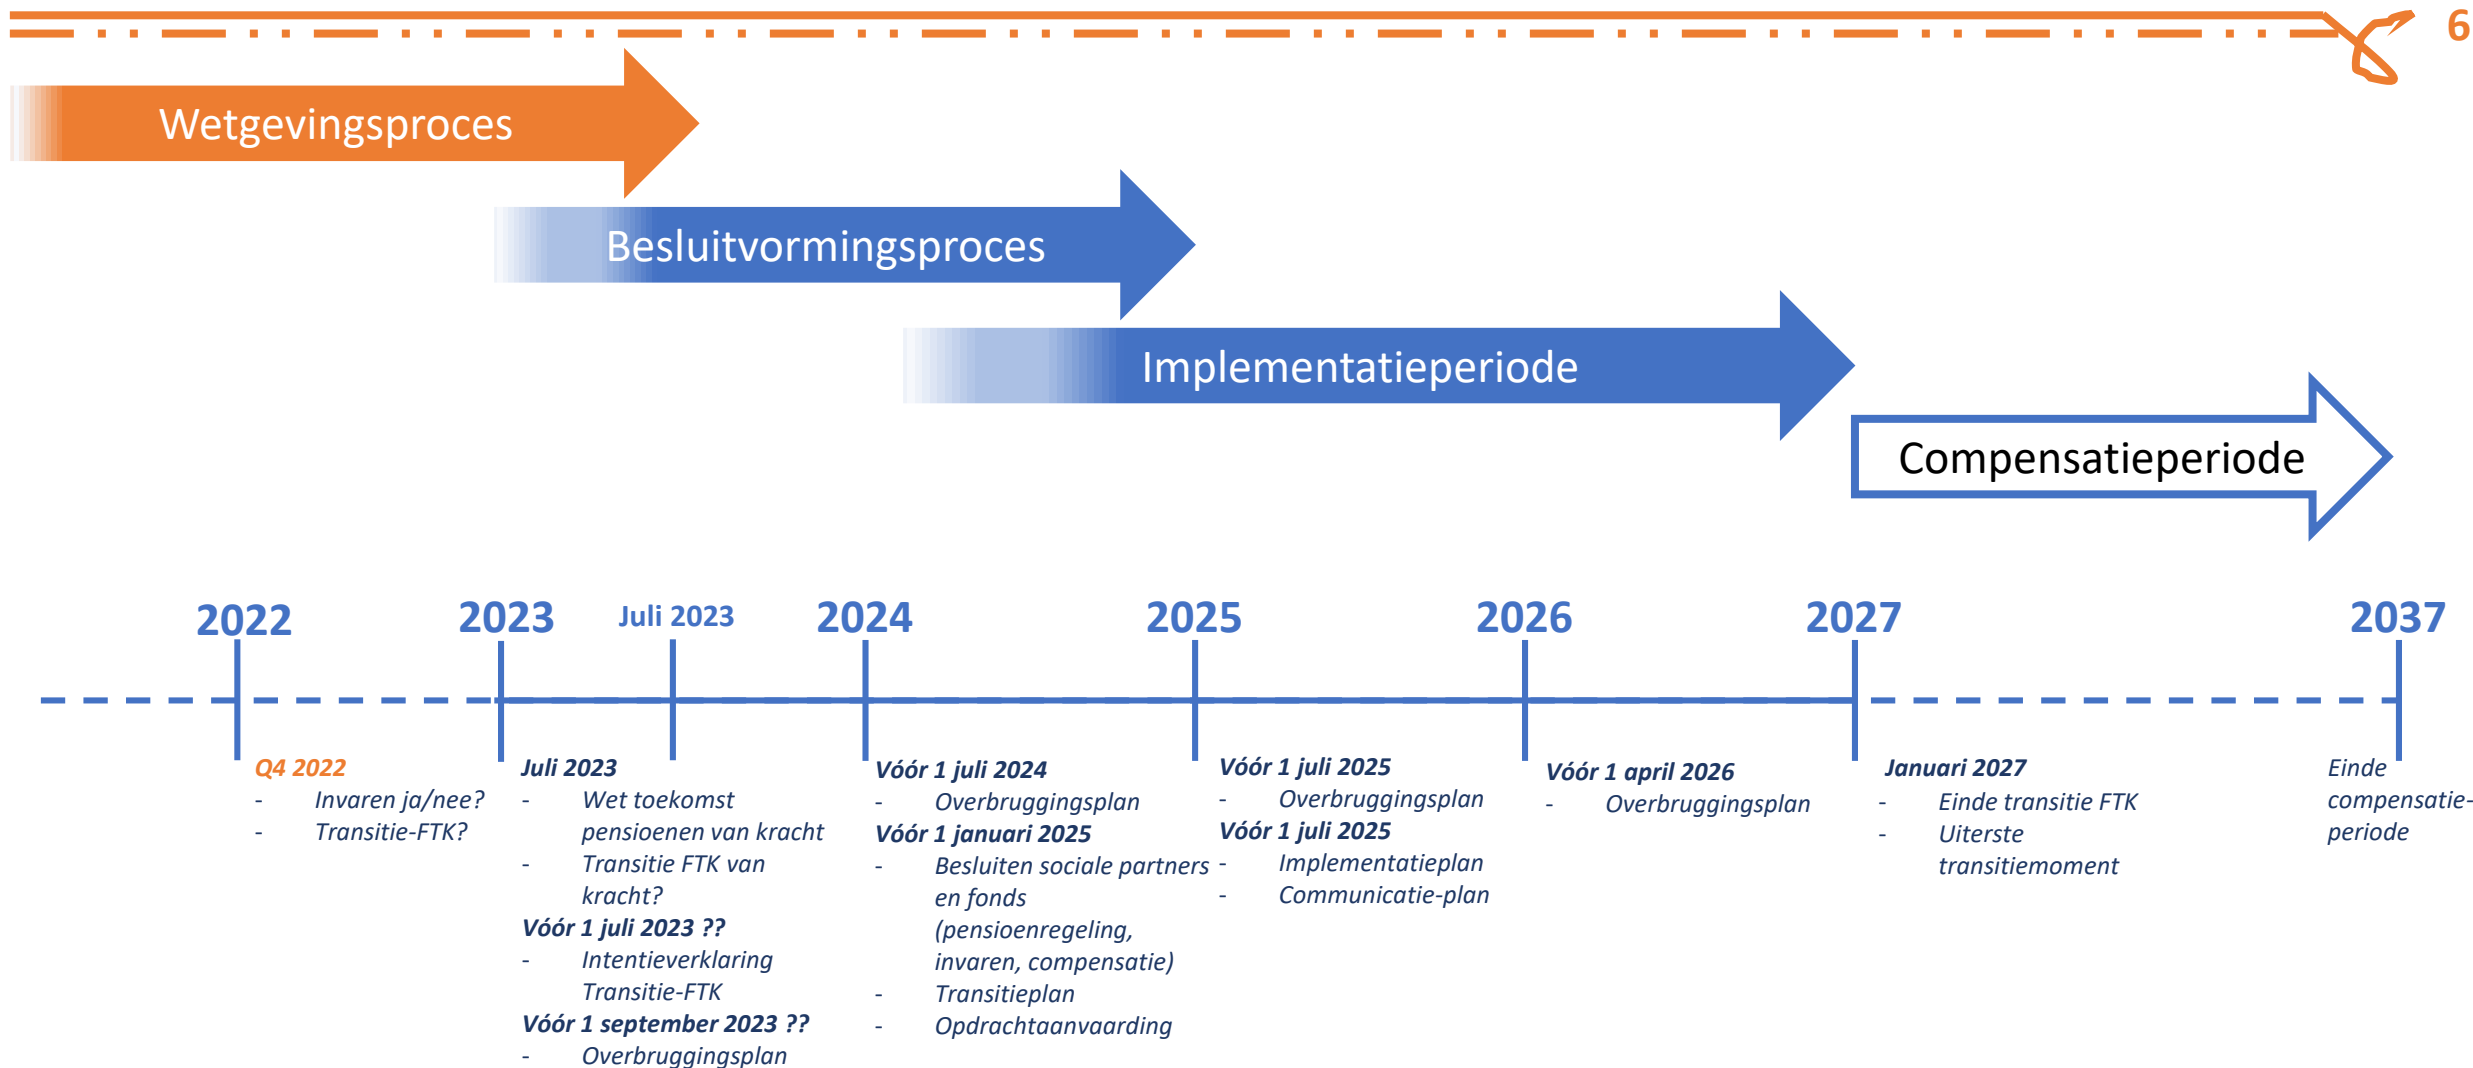 6
Wetgevingsproces
Besluitvormingsproces
Implementatieperiode
Compensatieperiode
2022
2023
Juli 2023
2024
2025
2026
2027
2037
Q4 2022
- Invaren ja/nee?
- Transitie-FTK?
Juli 2023
- Wet toekomst
pensioenen van kracht
- Transitie FTK van
kracht?
Vóór 1 juli 2023 ??
- Intentieverklaring
Transitie-FTK
Vóór 1 september 2023 ??
- Overbruggingsplan
Vóór 1 juli 2024
- Overbruggingsplan
Vóór 1 januari 2025
- Besluiten sociale partners
en fonds
(pensioenregeling,
invaren, compensatie)
- Transitieplan
- Opdrachtaanvaarding
Vóór 1 juli 2025
- Overbruggingsplan
Vóór 1 juli 2025
- Implementatieplan
- Communicatie-plan
Vóór 1 april 2026
- Overbruggingsplan
Januari 2027
- Einde transitie FTK
- Uiterste
transitiemoment
Einde
compensatie-
periode